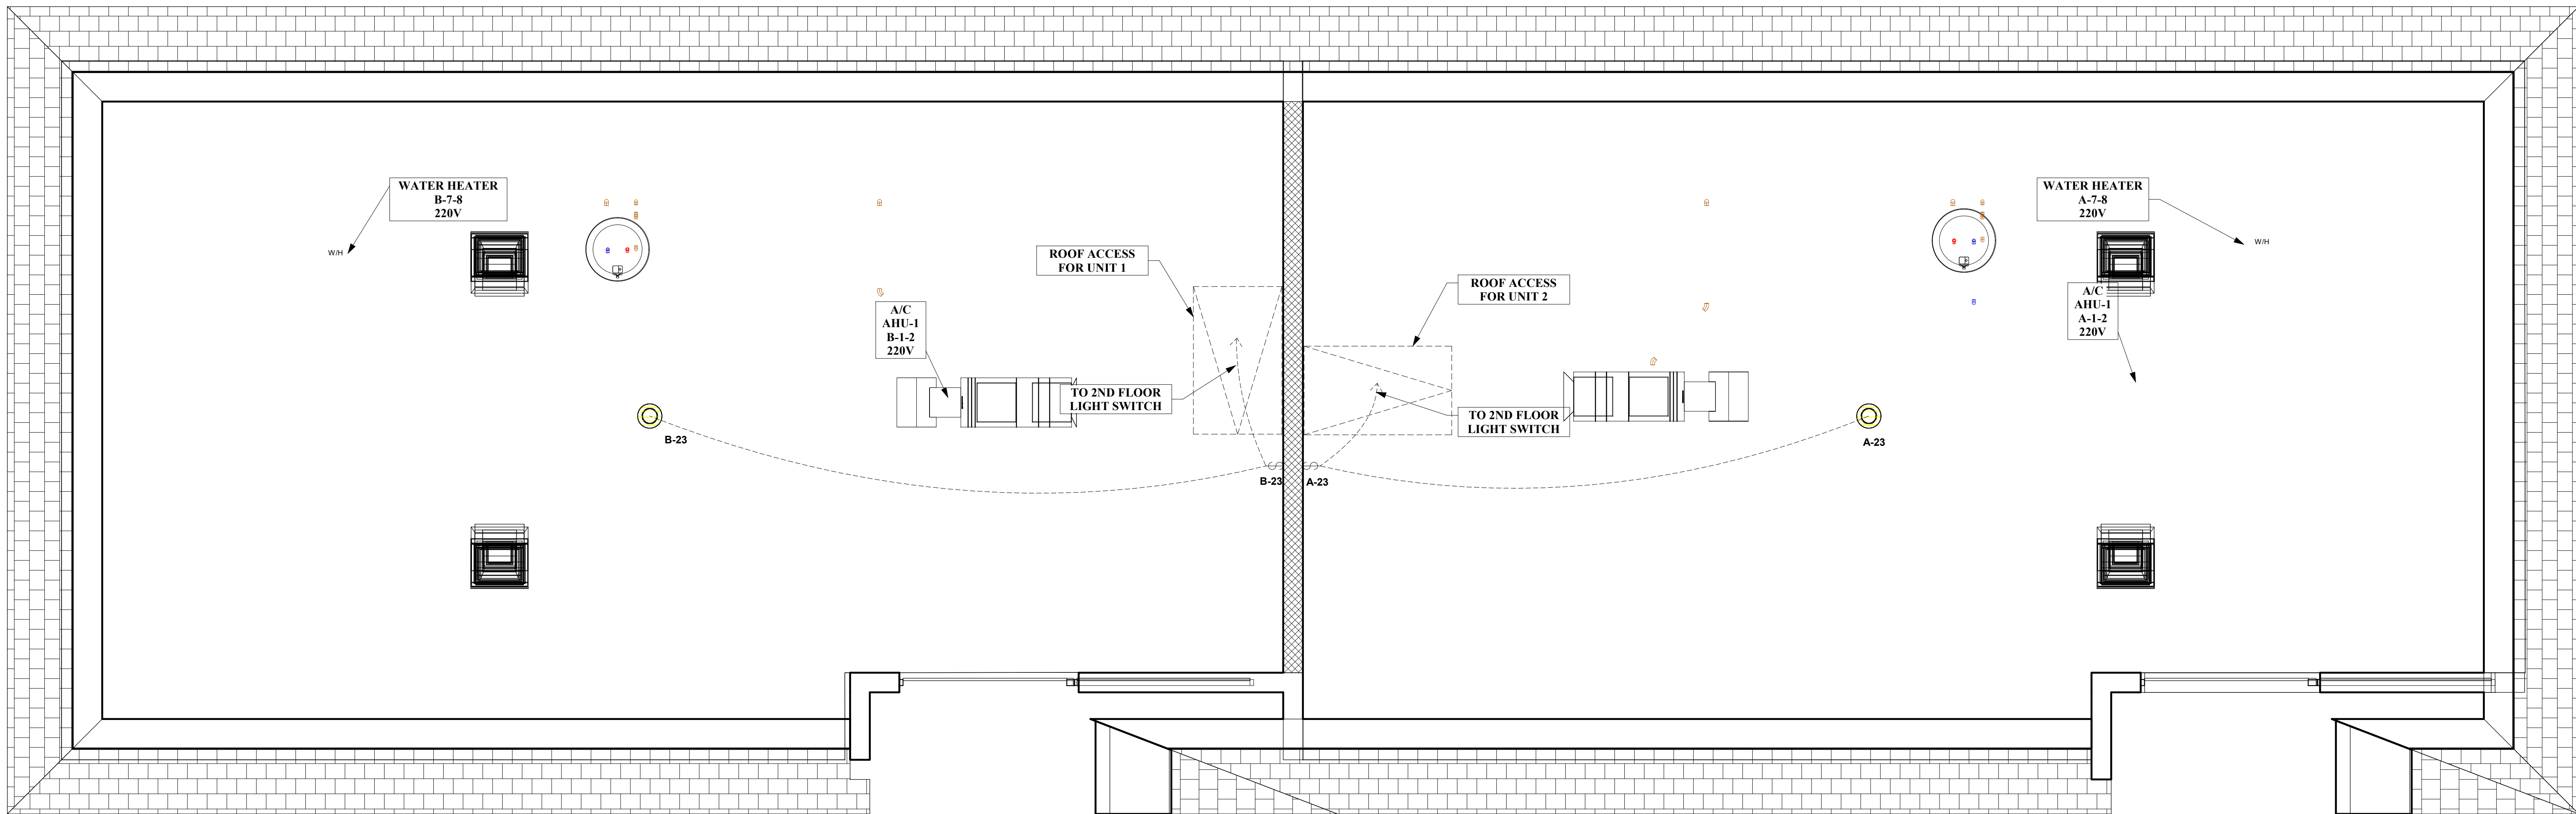 WATER HEATER
B-7-8
220V
W/H
ROOF ACCESS
FOR UNIT 1
A/C
AHU-1
B-1-2
220V
TO 2ND FLOOR
LIGHT SWITCH
B-23
B-23
A-23
ROOF ACCESS
FOR UNIT 2
TO 2ND FLOOR
LIGHT SWITCH
WATER HEATER
A-7-8
220V
W/H
A/C
AHU-1
A-1-2
220V
A-23